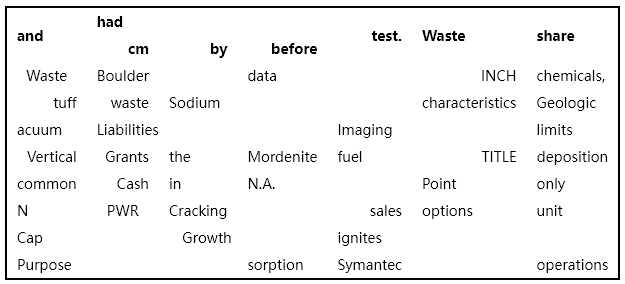 and had cm by before test. Waste share
Waste Boulder data INCH chemicals,
tuff waste Sodium characteristics Geologic
acuum Liabilities Imaging limits
Vertical Grants the Mordenite fuel TITLE deposition
common Cash in N.A. Point only
N PWR Cracking sales options unit
Cap Growth ignites
Purpose sorption Symantec operations